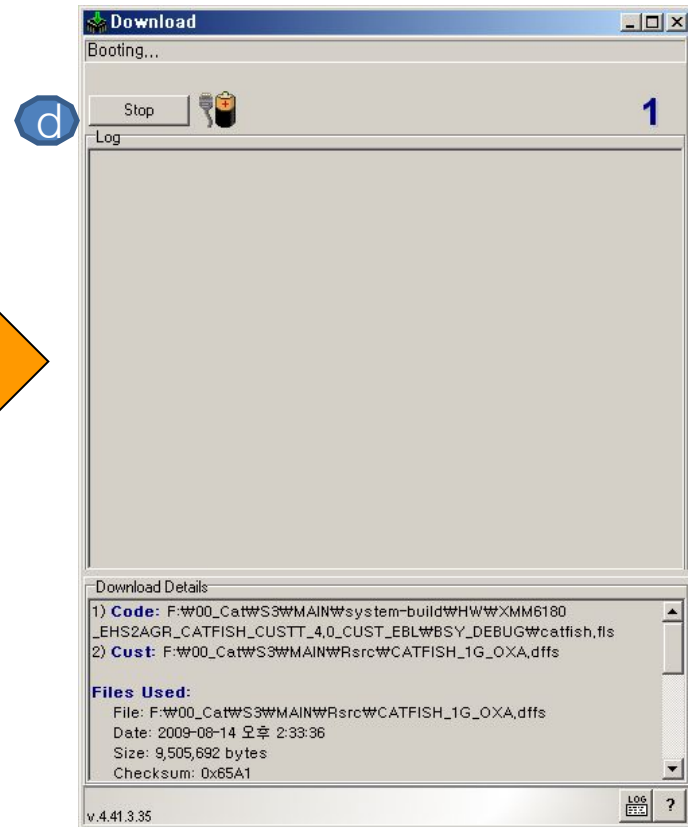 Download
Booting...
d
Stop
1
Log
Download Details
1) Code: F:₩00_Cat₩S3₩MAIN₩system-build₩HW₩XMM6180
_EHS2AGR_CATFISH_CUSTT_4,0_CUST_EBL₩BSY_DEBUG₩catfish,fls
2) Cust: F:₩00_Cat₩S3₩MAIN₩Rsrc₩CATFISH_1G_OXA,dffs
Files Used:
File: F:₩00_Cat₩S3₩MAIN₩Rsrc₩CATFISH_1G_OXA,dffs
Date: 2009-08-14 오후 2:33:36
Size: 9,505,692 bytes
Checksum: 0x65A1
v.4.41.3.35
LOG
?